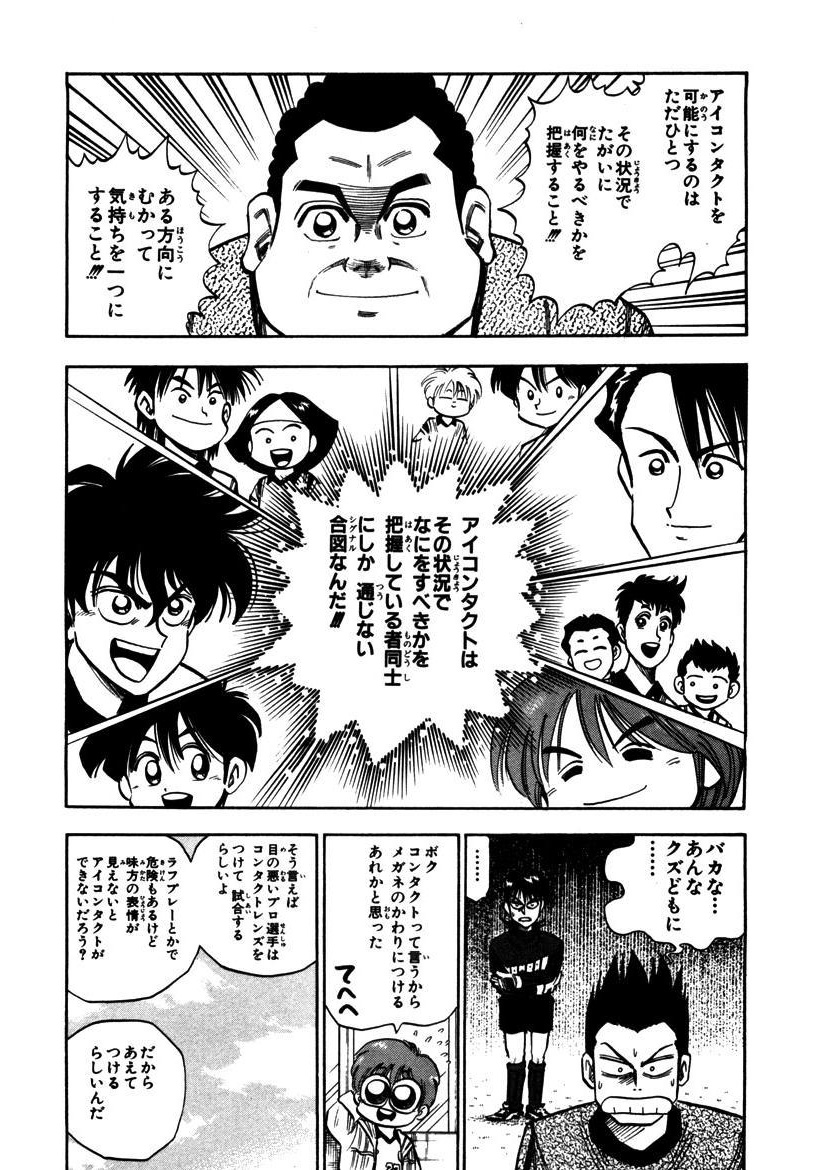 アイコンタクトを
可能にするのは
ただひとつ
その状況で
たがいに
何をやるべきかを
把握すること!!!
ある方向に
むかって
気持ちを一つに
すること!!!
アイコンタクトは
その状況で
なにをすべきかを
把握している者同士
にしか 通じない
合図なんだ!!!
バカな…
あんな
クズどもに
……
……
ボク
コンタクトって言うから
メガネのかわりにつける
あれかと思った
てへへ
そう言えば
目の悪いプロ選手は
コンタクトレンズを
つけて 試合する
らしいよ
ラフプレーとかで
危険もあるけど
味方の表情が
見えないと
アイコンタクトが
できないだろう?
だから
あえて
つける
らしいんだ